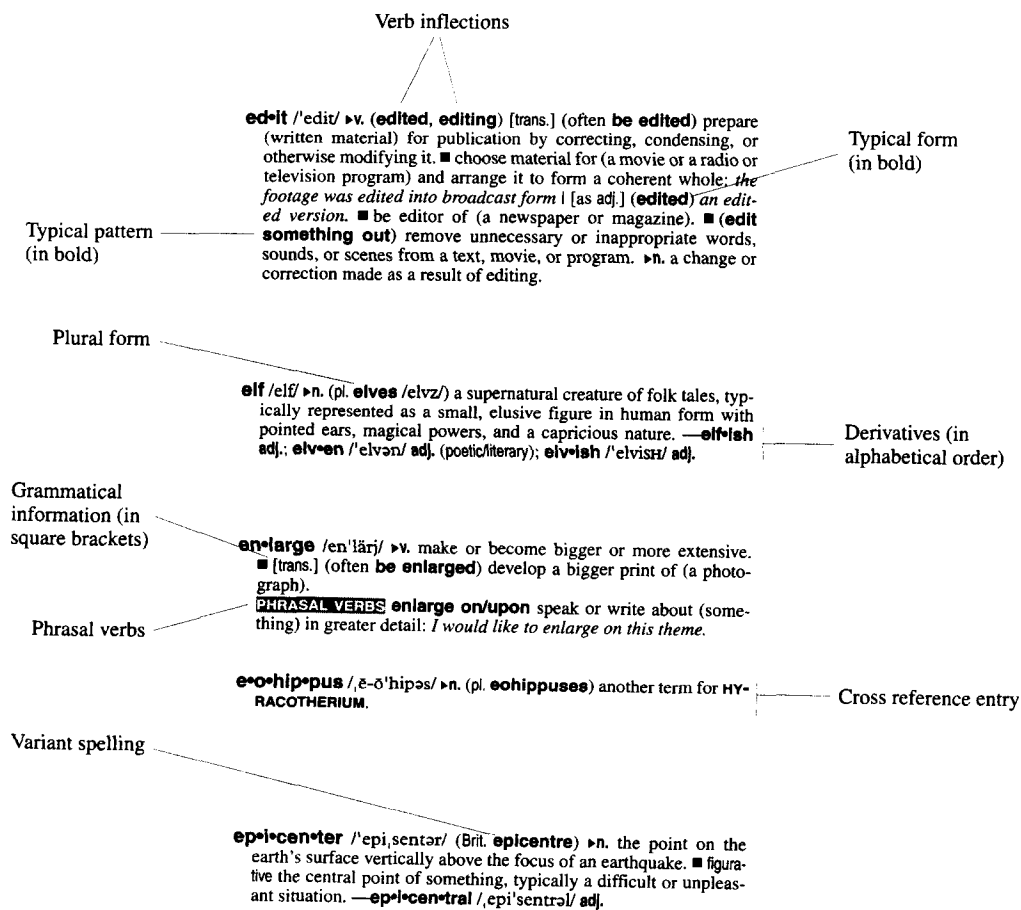 Verb inflections
ed•it /ˈedit/ ▸v. (edited, editing) [trans.] (often be edited) prepare
(written material) for publication by correcting, condensing, or
otherwise modifying it. ■ choose material for (a movie or a radio or
television program) and arrange it to form a coherent whole: the
footage was edited into broadcast form | [as adj.] (edited) an edit-
ed version. ■ be editor of (a newspaper or magazine). ■ (edit
something out) remove unnecessary or inappropriate words,
sounds, or scenes from a text, movie, or program. ▸n. a change or
correction made as a result of editing.
Typical form
(in bold)
Typical pattern
(in bold)
Plural form
elf /elf/ ▸n. (pl. elves /elvz/) a supernatural creature of folk tales, typ-
ically represented as a small, elusive figure in human form with
pointed ears, magical powers, and a capricious nature. —elf•ish
adj.; elv•en /ˈelvən/ adj. (poetic/literary); elv•ish /ˈelvisʜ/ adj.
Derivatives (in
alphabetical order)
Grammatical
information (in
square brackets)
en•large /enˈlärj/ ▸v. make or become bigger or more extensive.
■ [trans.] (often be enlarged) develop a bigger print of (a photo-
graph).
PHRASAL VERBS enlarge on/upon speak or write about (some-
thing) in greater detail: I would like to enlarge on this theme.
Phrasal verbs
e•o•hip•pus /ˌē-ōˈhipəs/ ▸n. (pl. eohippuses) another term for HY-
RACOTHERIUM.
Cross reference entry
Variant spelling
ep•i•cen•ter /ˈepiˌsentər/ (Brit. epicentre) ▸n. the point on the
earth's surface vertically above the focus of an earthquake. ■ figura-
tive the central point of something, typically a difficult or unpleas-
ant situation. —ep•i•cen•tral /ˌepiˈsentrəl/ adj.